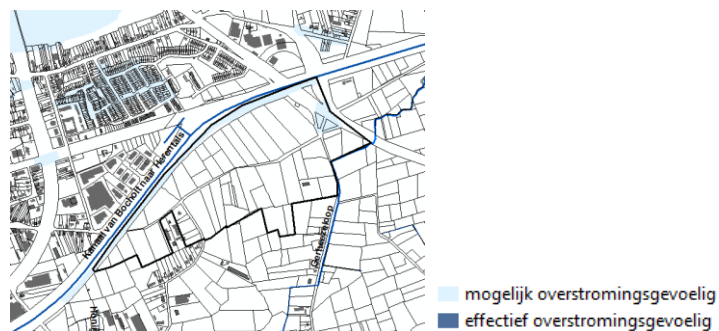 Kanaal van Bocholt naar Herentals
Gerheezeloop
mogelijk overstromingsgevoelig
effectief overstromingsgevoelig